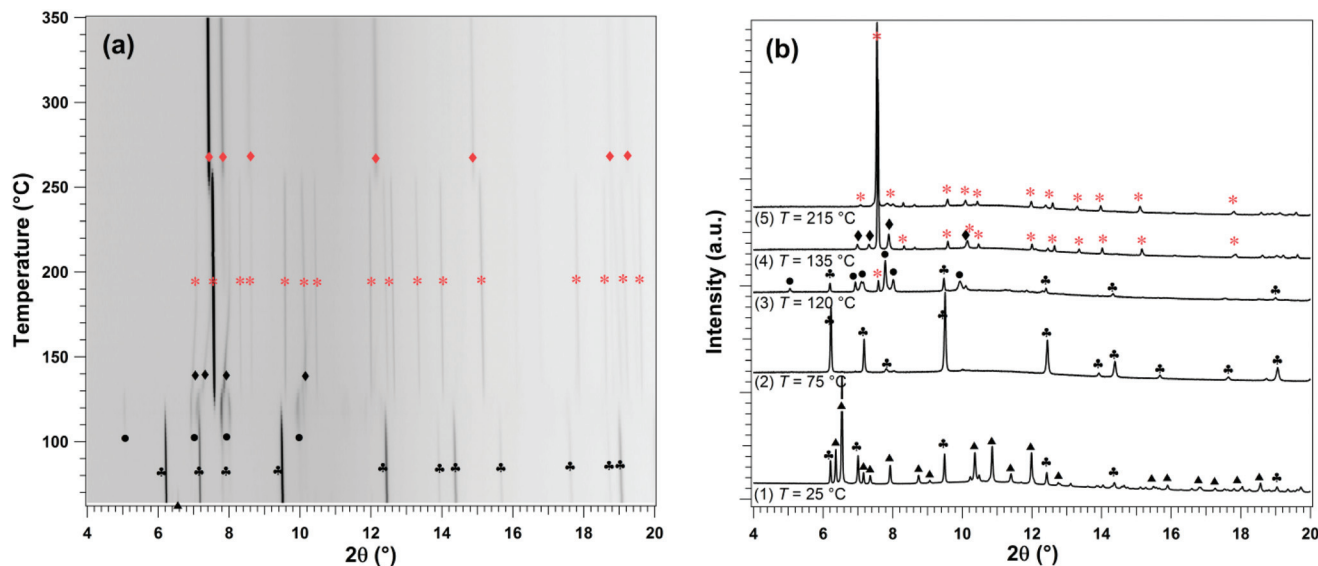 (a)
350
300
250
200
150
100
Temperature (°C)
4 6 8 10 12 14 16 18 20
2θ (°)
(b)
Intensity (a.u.)
(5) T = 215 °C
(4) T = 135 °C
(3) T = 120 °C
(2) T = 75 °C
(1) T = 25 °C
4 6 8 10 12 14 16 18 20
2θ (°)